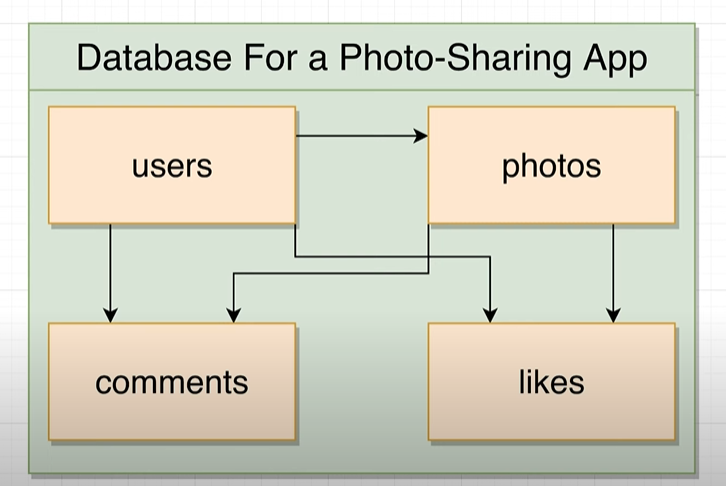 Database For a Photo-Sharing App
users
photos
comments
likes